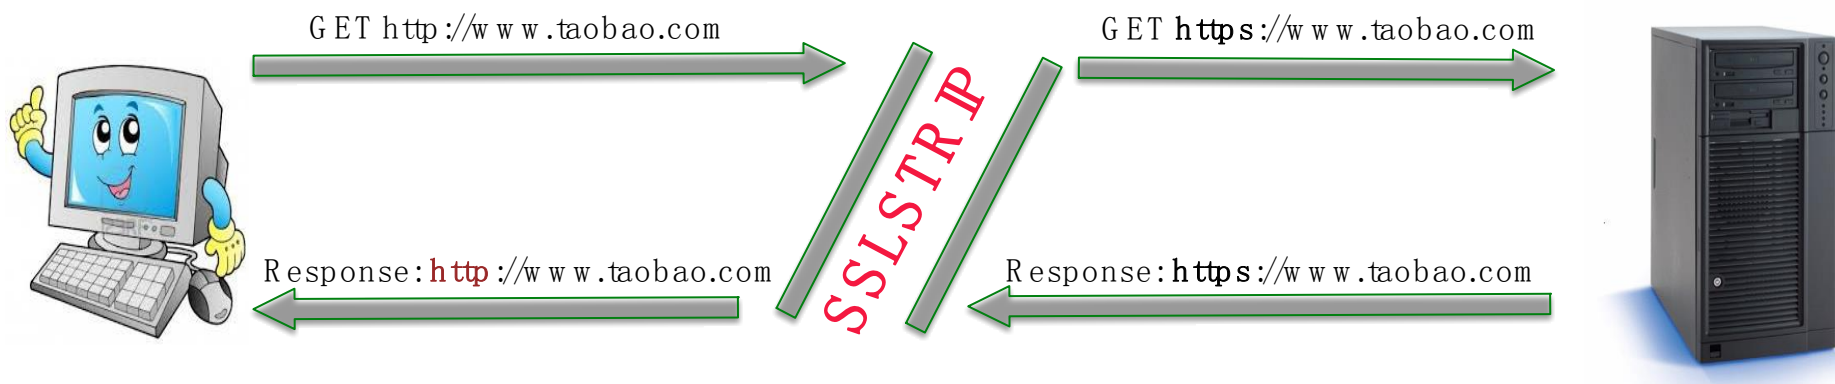 GET http://www.taobao.com
GET https://www.taobao.com
SSLSTRIP
Response:http://www.taobao.com
Response:https://www.taobao.com